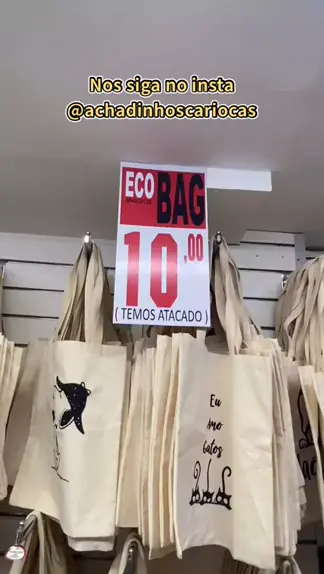 Nos siga no insta
@achadinhoscariocas
ECO BAG
10,00
( TEMOS ATACADO )
Eu
amo
Gatos